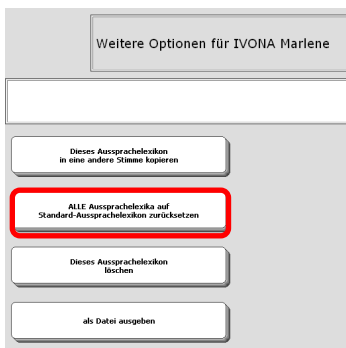 Weitere Optionen für IVONA Marlene
Dieses Aussprachelexikon
in eine andere Stimme kopieren
ALLE Aussprachelexika auf
Standard-Aussprachelexikon zurücksetzen
Dieses Aussprachelexikon
löschen
als Datei ausgeben